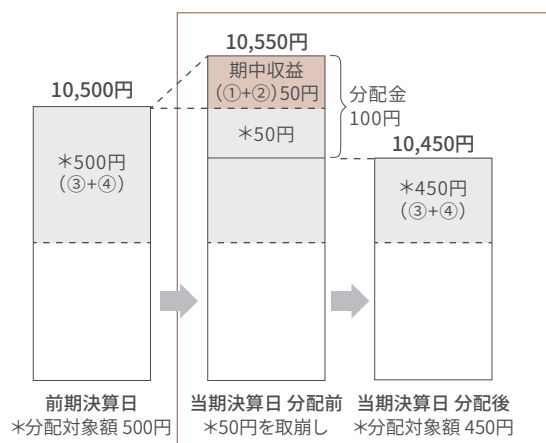 10,550円
期中収益
(①+②)50円
10,500円
分配金
100円
＊50円
10,450円
＊500円
(③+④)
＊450円
(③+④)
前期決算日
＊分配対象額 500円
当期決算日 分配前
＊50円を取崩し
当期決算日 分配後
＊分配対象額 450円